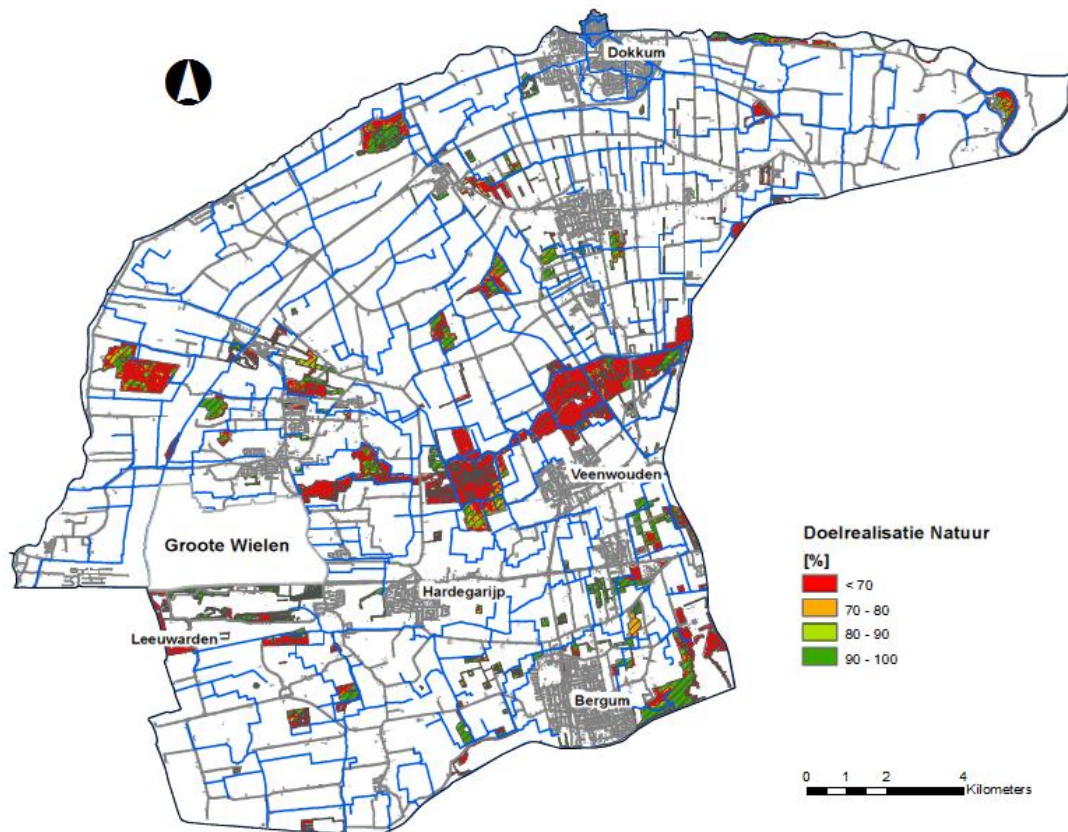 Dokkum
Veenwouden
Groote Wielen
Hardegarijp
Leeuwarden
Bergum
Doelrealisatie Natuur
[%]
< 70
70 - 80
80 - 90
90 - 100
0 1 2 4
Kilometers